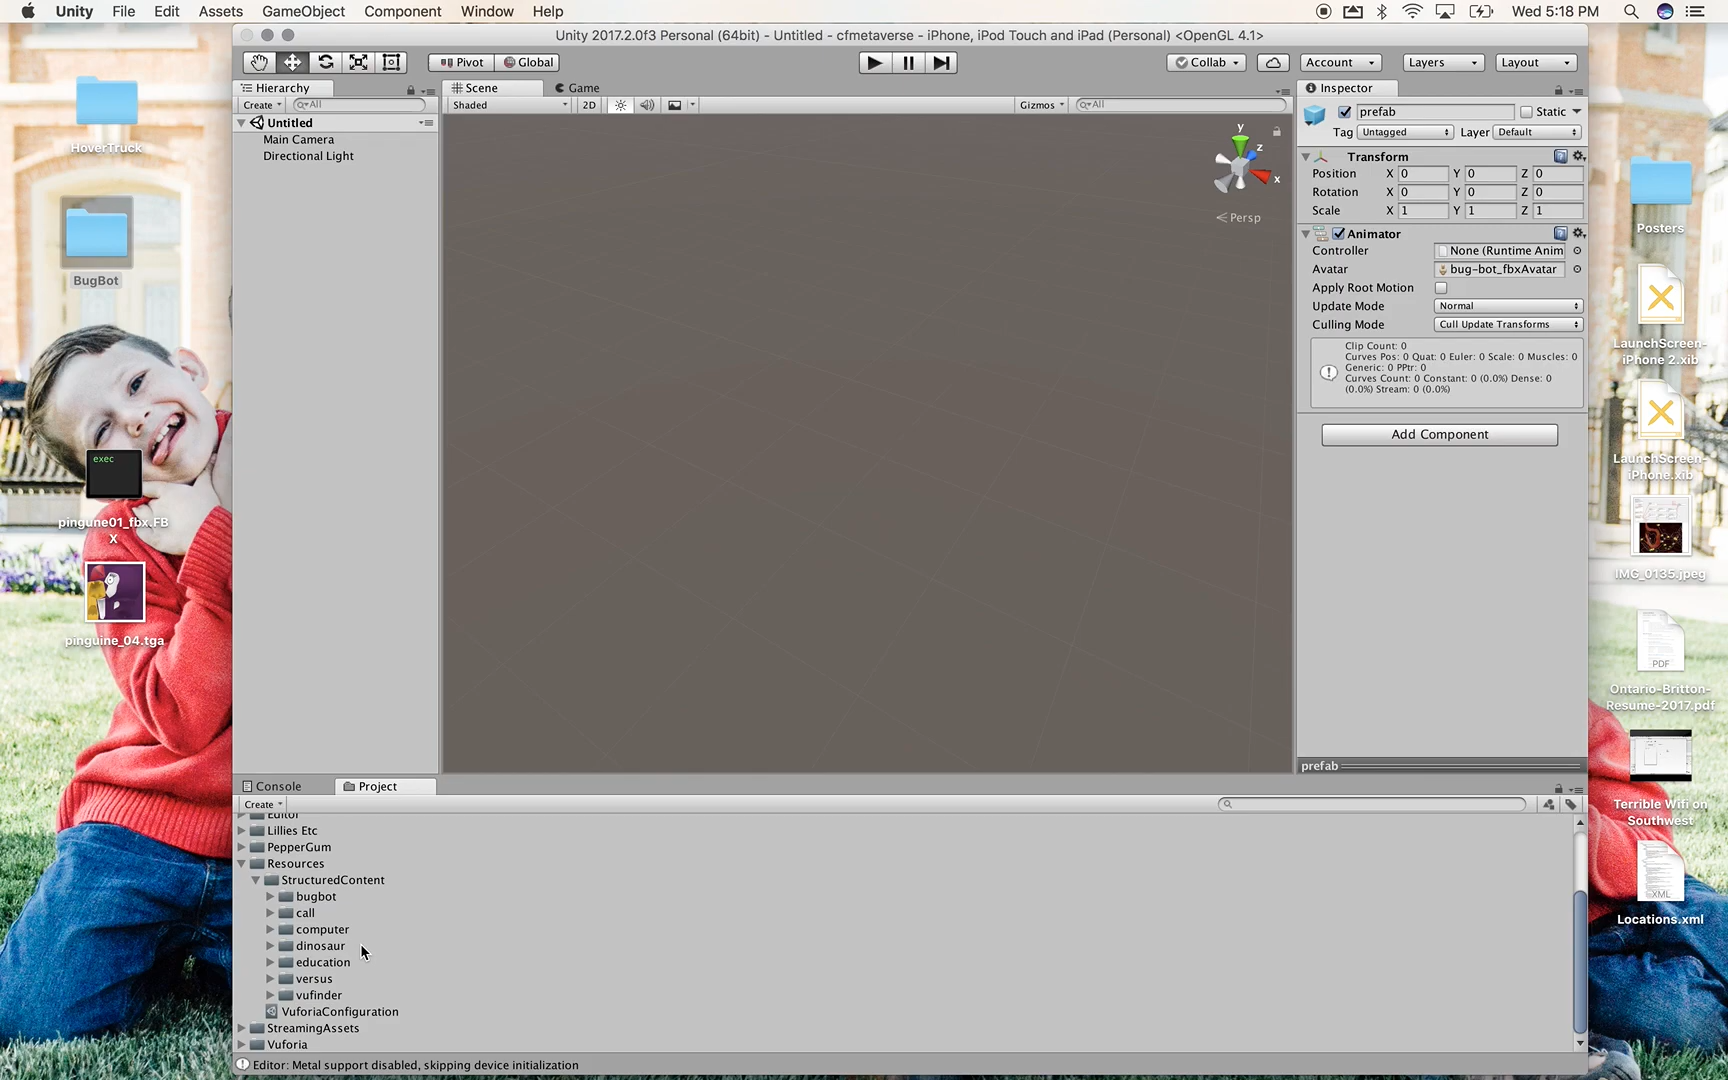 Unity File Edit Assets GameObject Component Window Help
Wed 5:18 PM
Unity 2017.2.0f3 Personal (64bit) - Untitled - cfmetaverse - iPhone, iPod Touch and iPad (Personal) <OpenGL 4.1>
Pivot Global
Collab Account Layers Layout
Hierarchy
Create All
Untitled
Main Camera
Directional Light
Scene Game
Shaded 2D Gizmos All
y
z
x
Persp
Inspector
prefab Static
Tag Untagged Layer Default
Transform
Position X 0 Y 0 Z 0
Rotation X 0 Y 0 Z 0
Scale X 1 Y 1 Z 1
Animator
Controller None (Runtime Anim
Avatar bug-bot_fbxAvatar
Apply Root Motion
Update Mode Normal
Culling Mode Cull Update Transforms
Clip Count: 0
Curves Pos: 0 Quat: 0 Euler: 0 Scale: 0 Muscles: 0
Generic: 0 PPtr: 0
Curves Count: 0 Constant: 0 (0.0%) Dense: 0
(0.0%) Stream: 0 (0.0%)
Add Component
prefab
Console Project
Create
Editor
Lillies Etc
PepperGum
Resources
StructuredContent
bugbot
call
computer
dinosaur
education
versus
vufinder
VuforiaConfiguration
StreamingAssets
Vuforia
Editor: Metal support disabled, skipping device initialization
HoverTruck
BugBot
exec
pingune01_fbx.FB
X
pinguine_04.tga
Posters
LaunchScreen-
iPhone 2.xib
LaunchScreen-
iPhone.xib
IMG_0135.jpeg
PDF
Ontario-Britton-
Resume-2017.pdf
Terrible Wifi on
Southwest
XML
Locations.xml